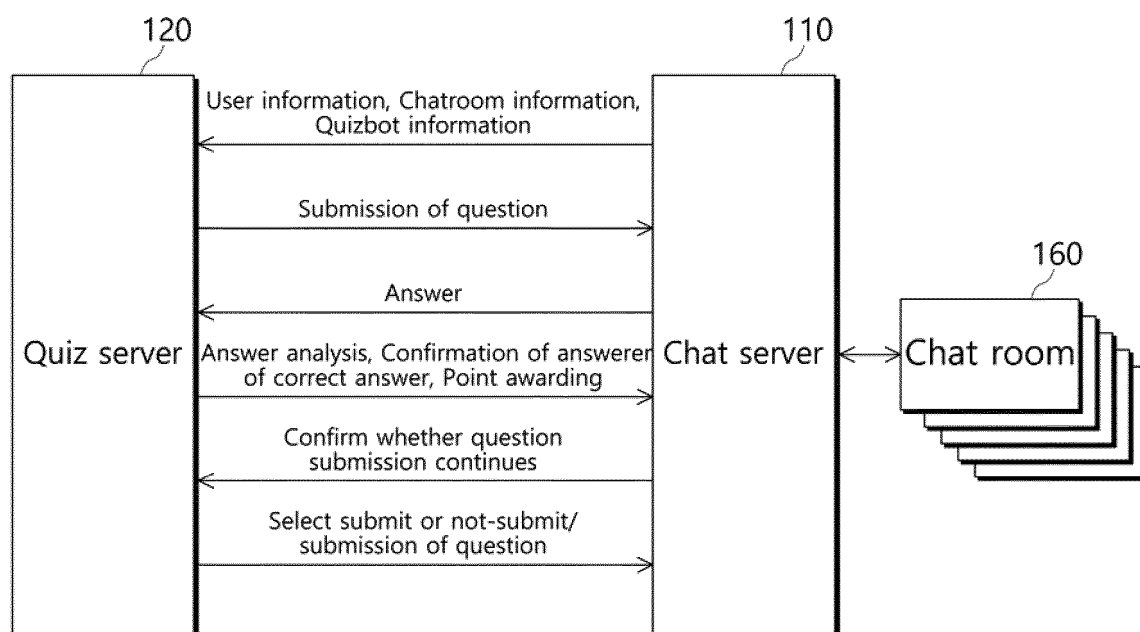 120
110
User information, Chatroom information,
Quizbot information
Submission of question
160
Answer
Quiz server
Answer analysis, Confirmation of answerer
of correct answer, Point awarding
Chat server
Chat room
Confirm whether question
submission continues
Select submit or not-submit/
submission of question